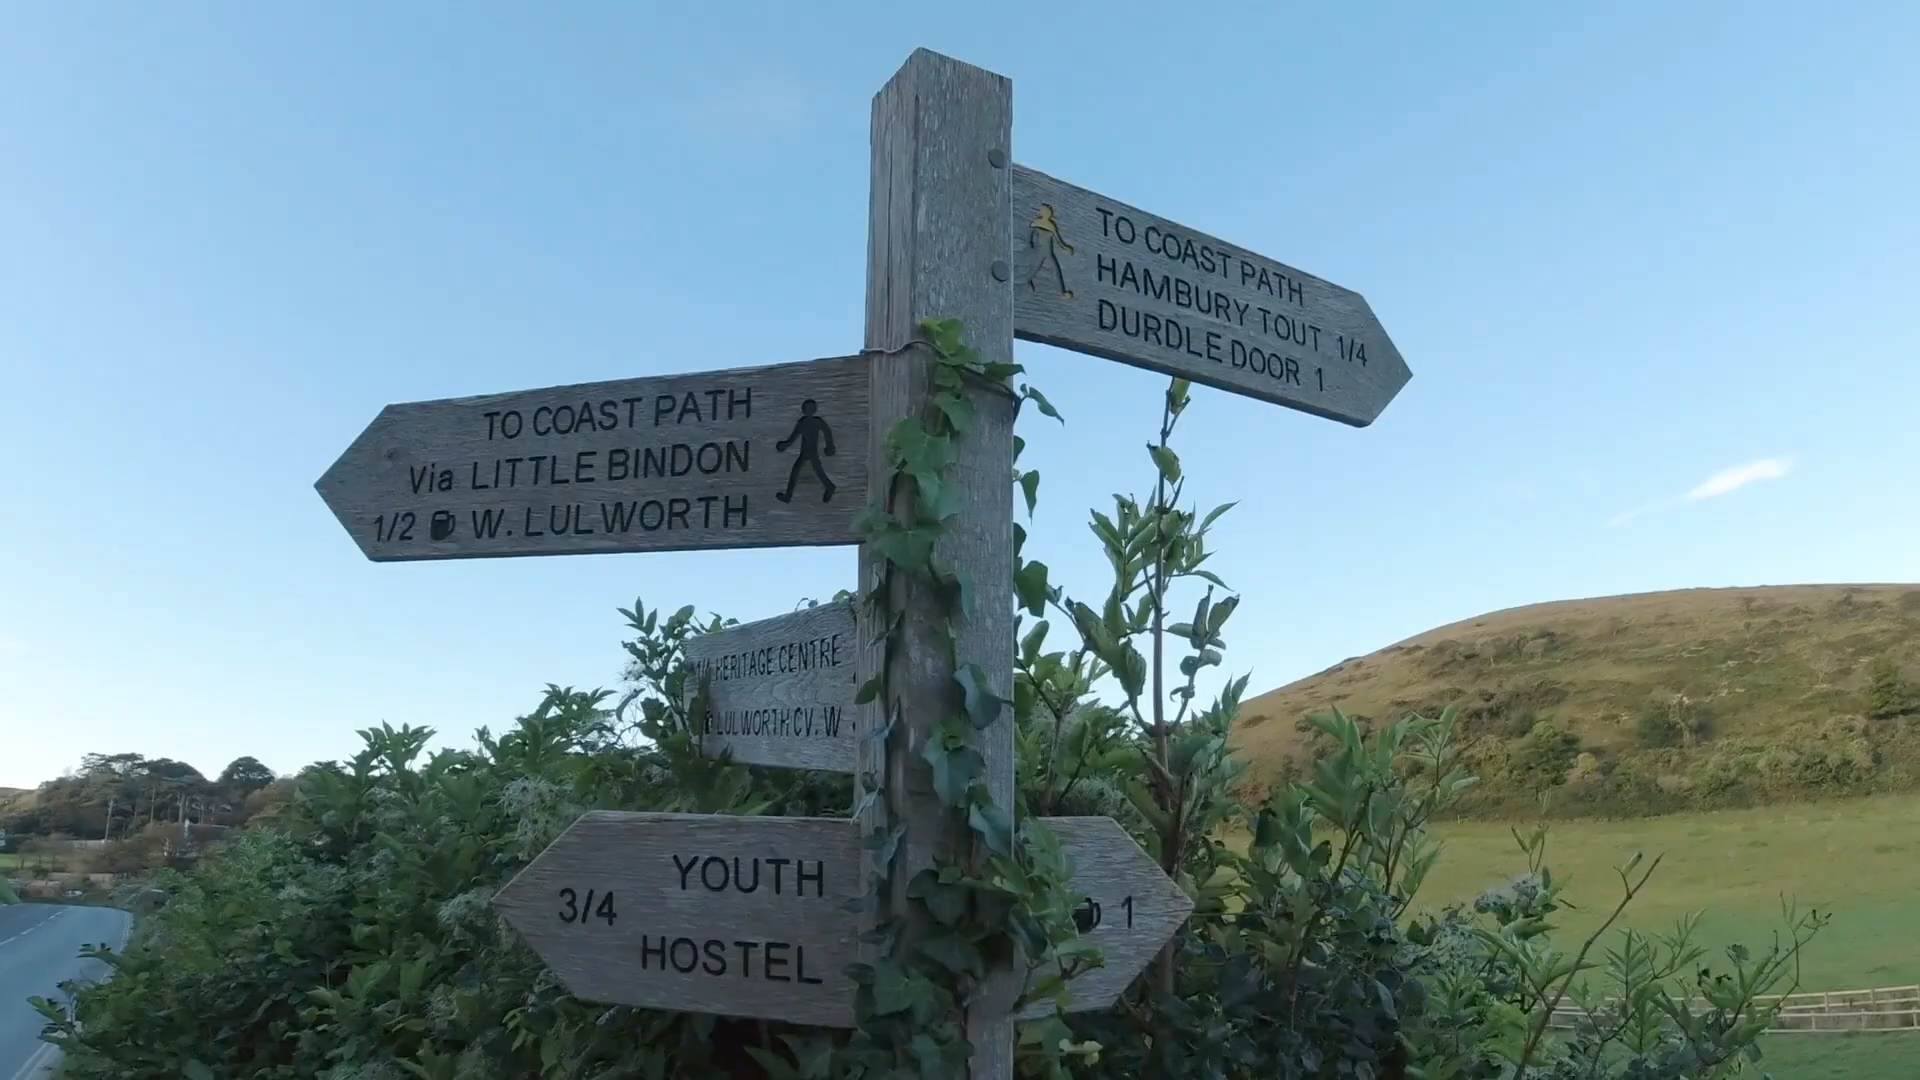 TO COAST PATH
HAMBURY TOUT 1/4
DURDLE DOOR 1
TO COAST PATH
Via LITTLE BINDON
1/2 W. LULWORTH
HERITAGE CENTRE
LULWORTH CV. W
YOUTH
3/4
HOSTEL
1